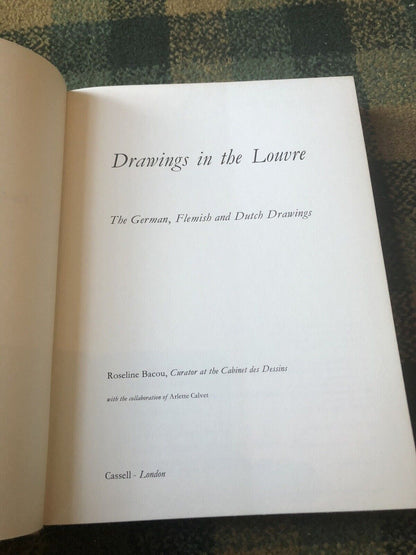 Drawings in the Louvre
The German, Flemish and Dutch Drawings
Roseline Bacou, Curator at the Cabinet des Dessins
with the collaboration of Arlette Calvet
Cassell - London